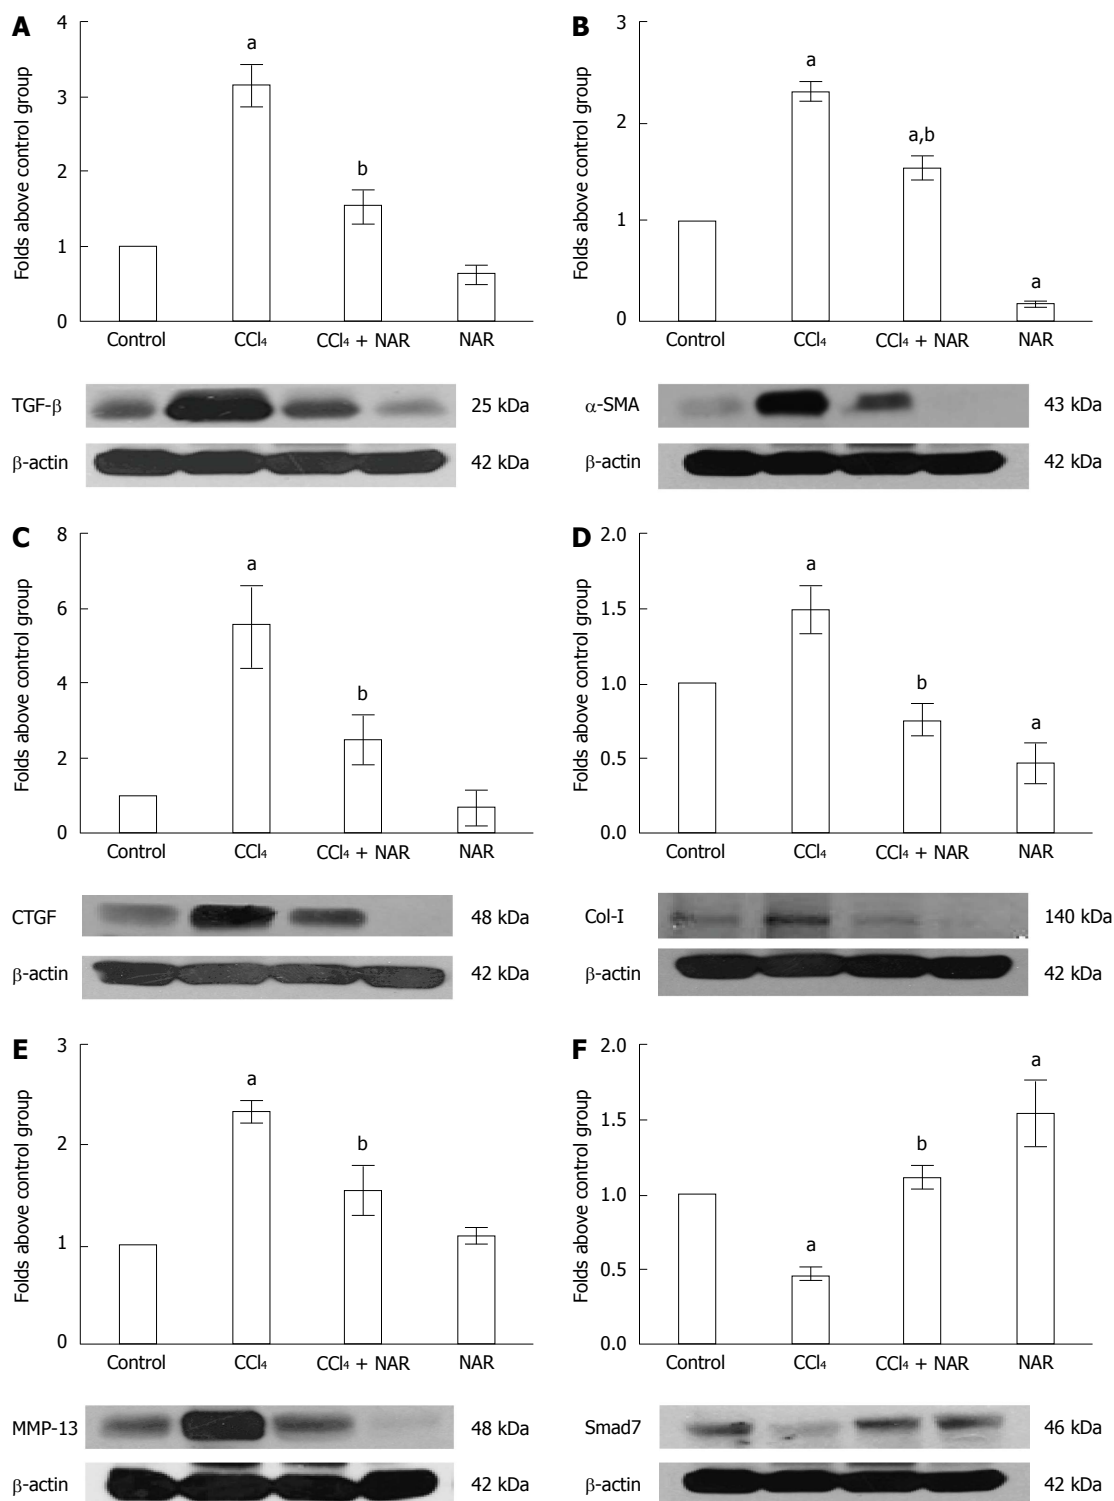 A
Folds above control group
4
3
2
1
0
a
b
Control
CCl₄
CCl₄ + NAR
NAR
TGF-β
25 kDa
β-actin
42 kDa
B
Folds above control group
3
2
1
0
a
a,b
a
Control
CCl₄
CCl₄ + NAR
NAR
α-SMA
43 kDa
β-actin
42 kDa
C
Folds above control group
8
6
4
2
0
a
b
Control
CCl₄
CCl₄ + NAR
NAR
CTGF
48 kDa
β-actin
42 kDa
D
Folds above control group
2.0
1.5
1.0
0.5
0.0
a
b
a
Control
CCl₄
CCl₄ + NAR
NAR
Col-I
140 kDa
β-actin
42 kDa
E
Folds above control group
3
2
1
0
a
b
Control
CCl₄
CCl₄ + NAR
NAR
MMP-13
48 kDa
β-actin
42 kDa
F
Folds above control group
2.0
1.5
1.0
0.5
0.0
a
b
a
Control
CCl₄
CCl₄ + NAR
NAR
Smad7
46 kDa
β-actin
42 kDa